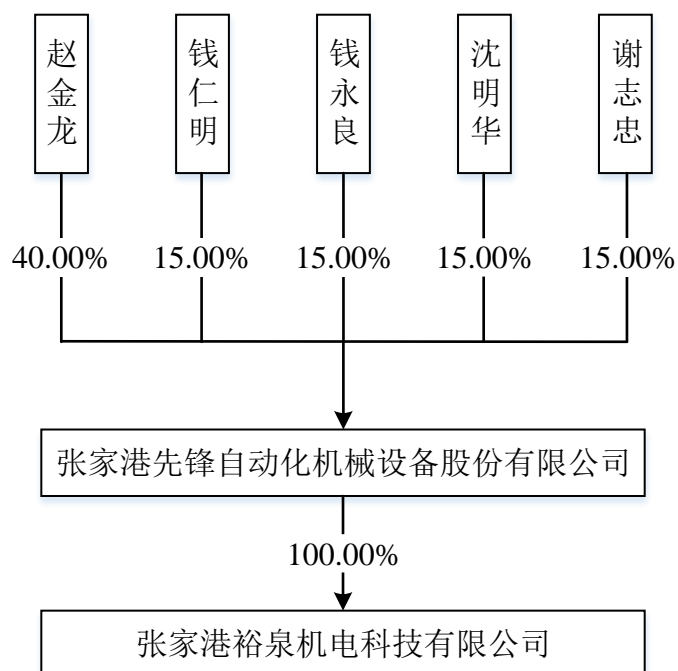 赵金龙
钱仁明
钱永良
沈明华
谢志忠
40.00%
15.00%
15.00%
15.00%
15.00%
张家港先锋自动化机械设备股份有限公司
100.00%
张家港裕泉机电科技有限公司